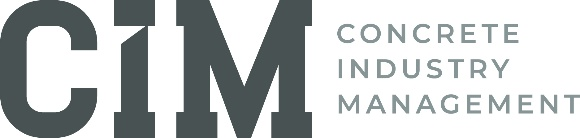 CIM
CONCRETE
INDUSTRY
MANAGEMENT